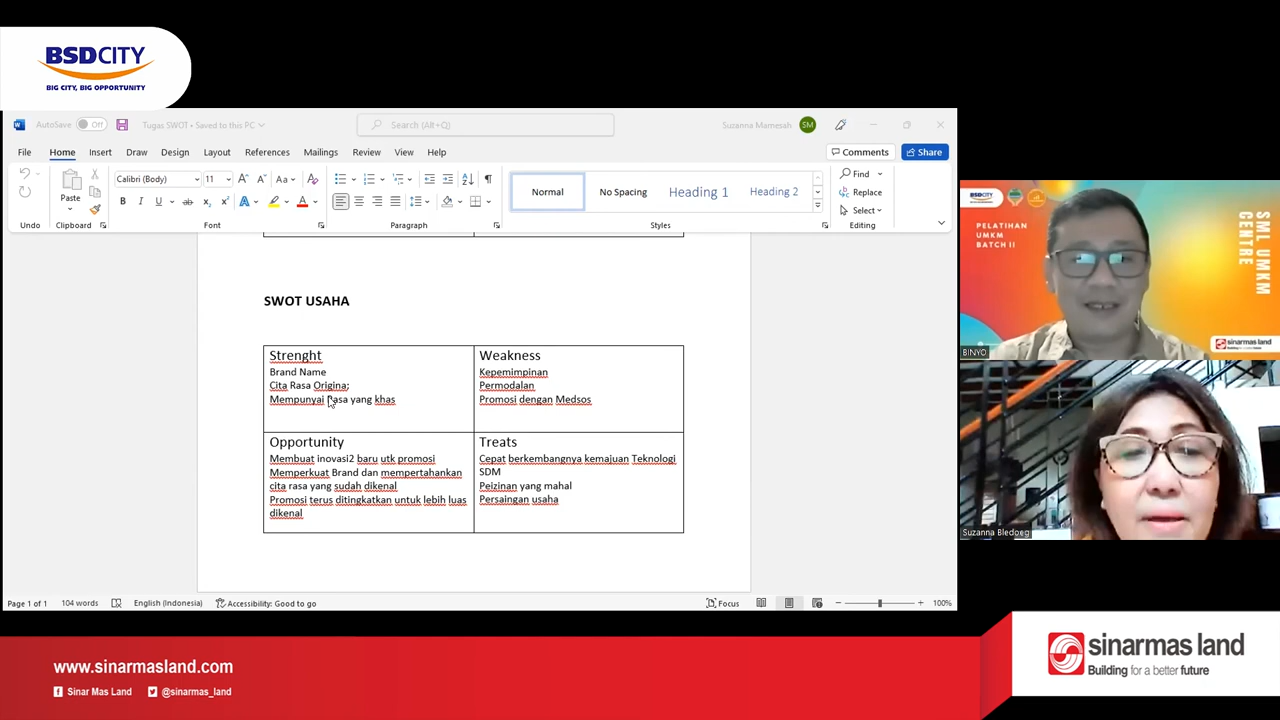 BSDCITY
BIG CITY, BIG OPPORTUNITY
AutoSave Off
Tugas SWOT • Saved to this PC
Search (Alt+Q)
Suzanna Mamesah SM
File Home Insert Draw Design Layout References Mailings Review View Help
Comments Share
Paste
Calibri (Body) 11
Normal
No Spacing
Heading 1
Heading 2
Find
Replace
Select
Undo Clipboard Font Paragraph Styles Editing
SWOT USAHA
Strenght
Brand Name
Cita Rasa Origina;
Mempunyai Rasa yang khas
Weakness
Kepemimpinan
Permodalan
Promosi dengan Medsos
Opportunity
Membuat inovasi2 baru utk promosi
Memperkuat Brand dan mempertahankan
cita rasa yang sudah dikenal
Promosi terus ditingkatkan untuk lebih luas
dikenal
Treats
Cepat berkembangnya kemajuan Teknologi
SDM
Peizinan yang mahal
Persaingan usaha
Page 1 of 1 104 words English (Indonesia) Accessibility: Good to go Focus 100%
BSDCITY
PELATIHAN
UMKM
BATCH II
SML UMKM
CENTRE
sinarmas land
BINYO
Suzanna Bledoeg
www.sinarmasland.com
Sinar Mas Land @sinarmas_land
sinarmas land
Building for a better future